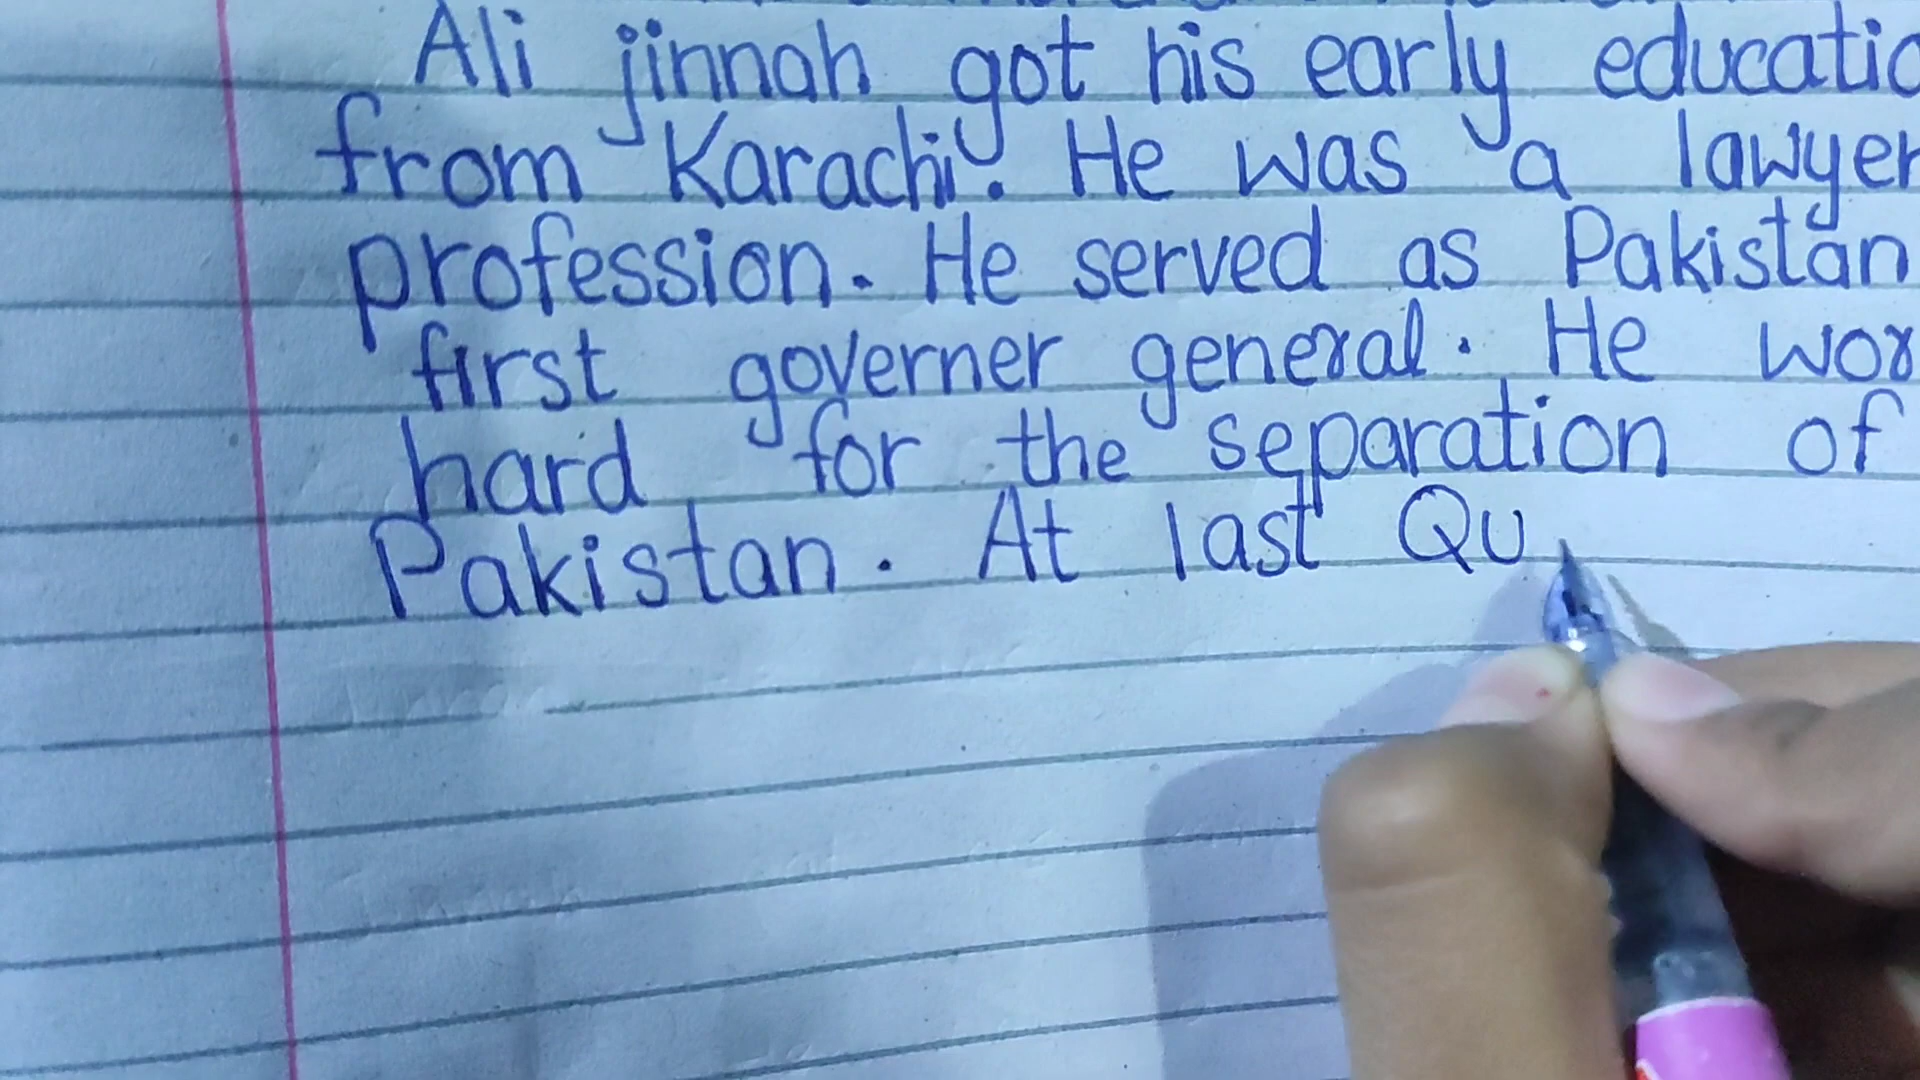 Ali jinnah got his early educatio
from Karachi. He was a lawyer
profession. He served as Pakistan
first governer general. He wor
hard for the separation of
Pakistan. At last Qu